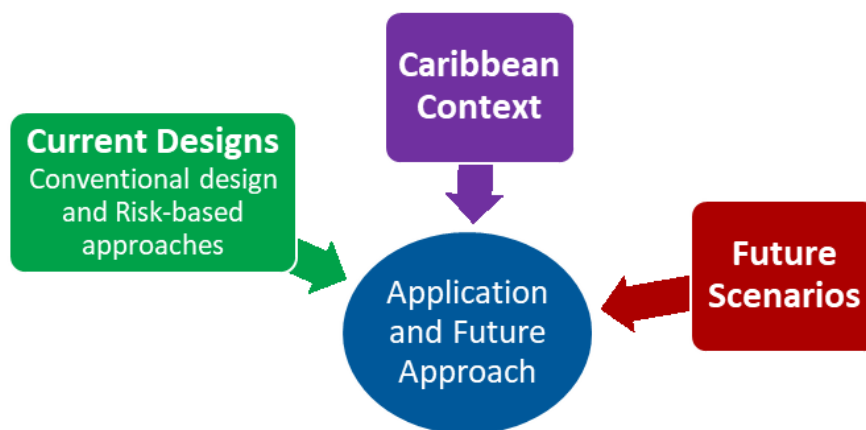 Caribbean
Context
Current Designs
Conventional design
and Risk-based
approaches
Future
Scenarios
Application
and Future
Approach